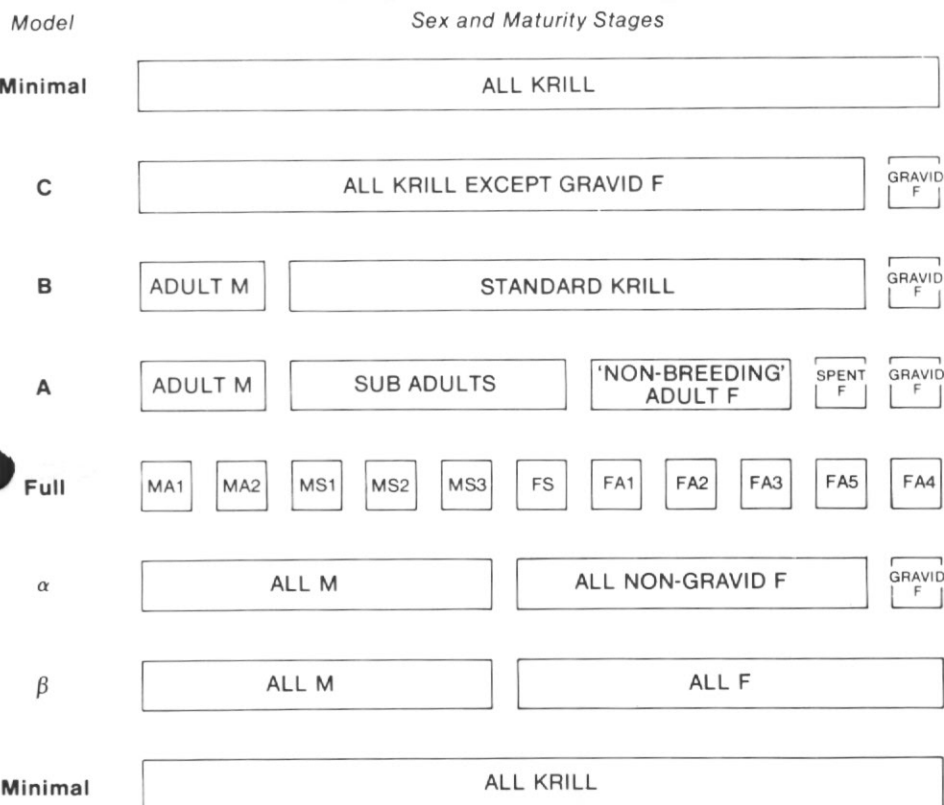 Model Sex and Maturity Stages
Minimal ALL KRILL
C ALL KRILL EXCEPT GRAVID F GRAVID
F
B ADULT M STANDARD KRILL GRAVID
F
A ADULT M SUB ADULTS 'NON-BREEDING' SPENT GRAVID
ADULT F F F
Full MA1 MA2 MS1 MS2 MS3 FS FA1 FA2 FA3 FA5 FA4
α ALL M ALL NON-GRAVID F GRAVID
F
β ALL M ALL F
Minimal ALL KRILL